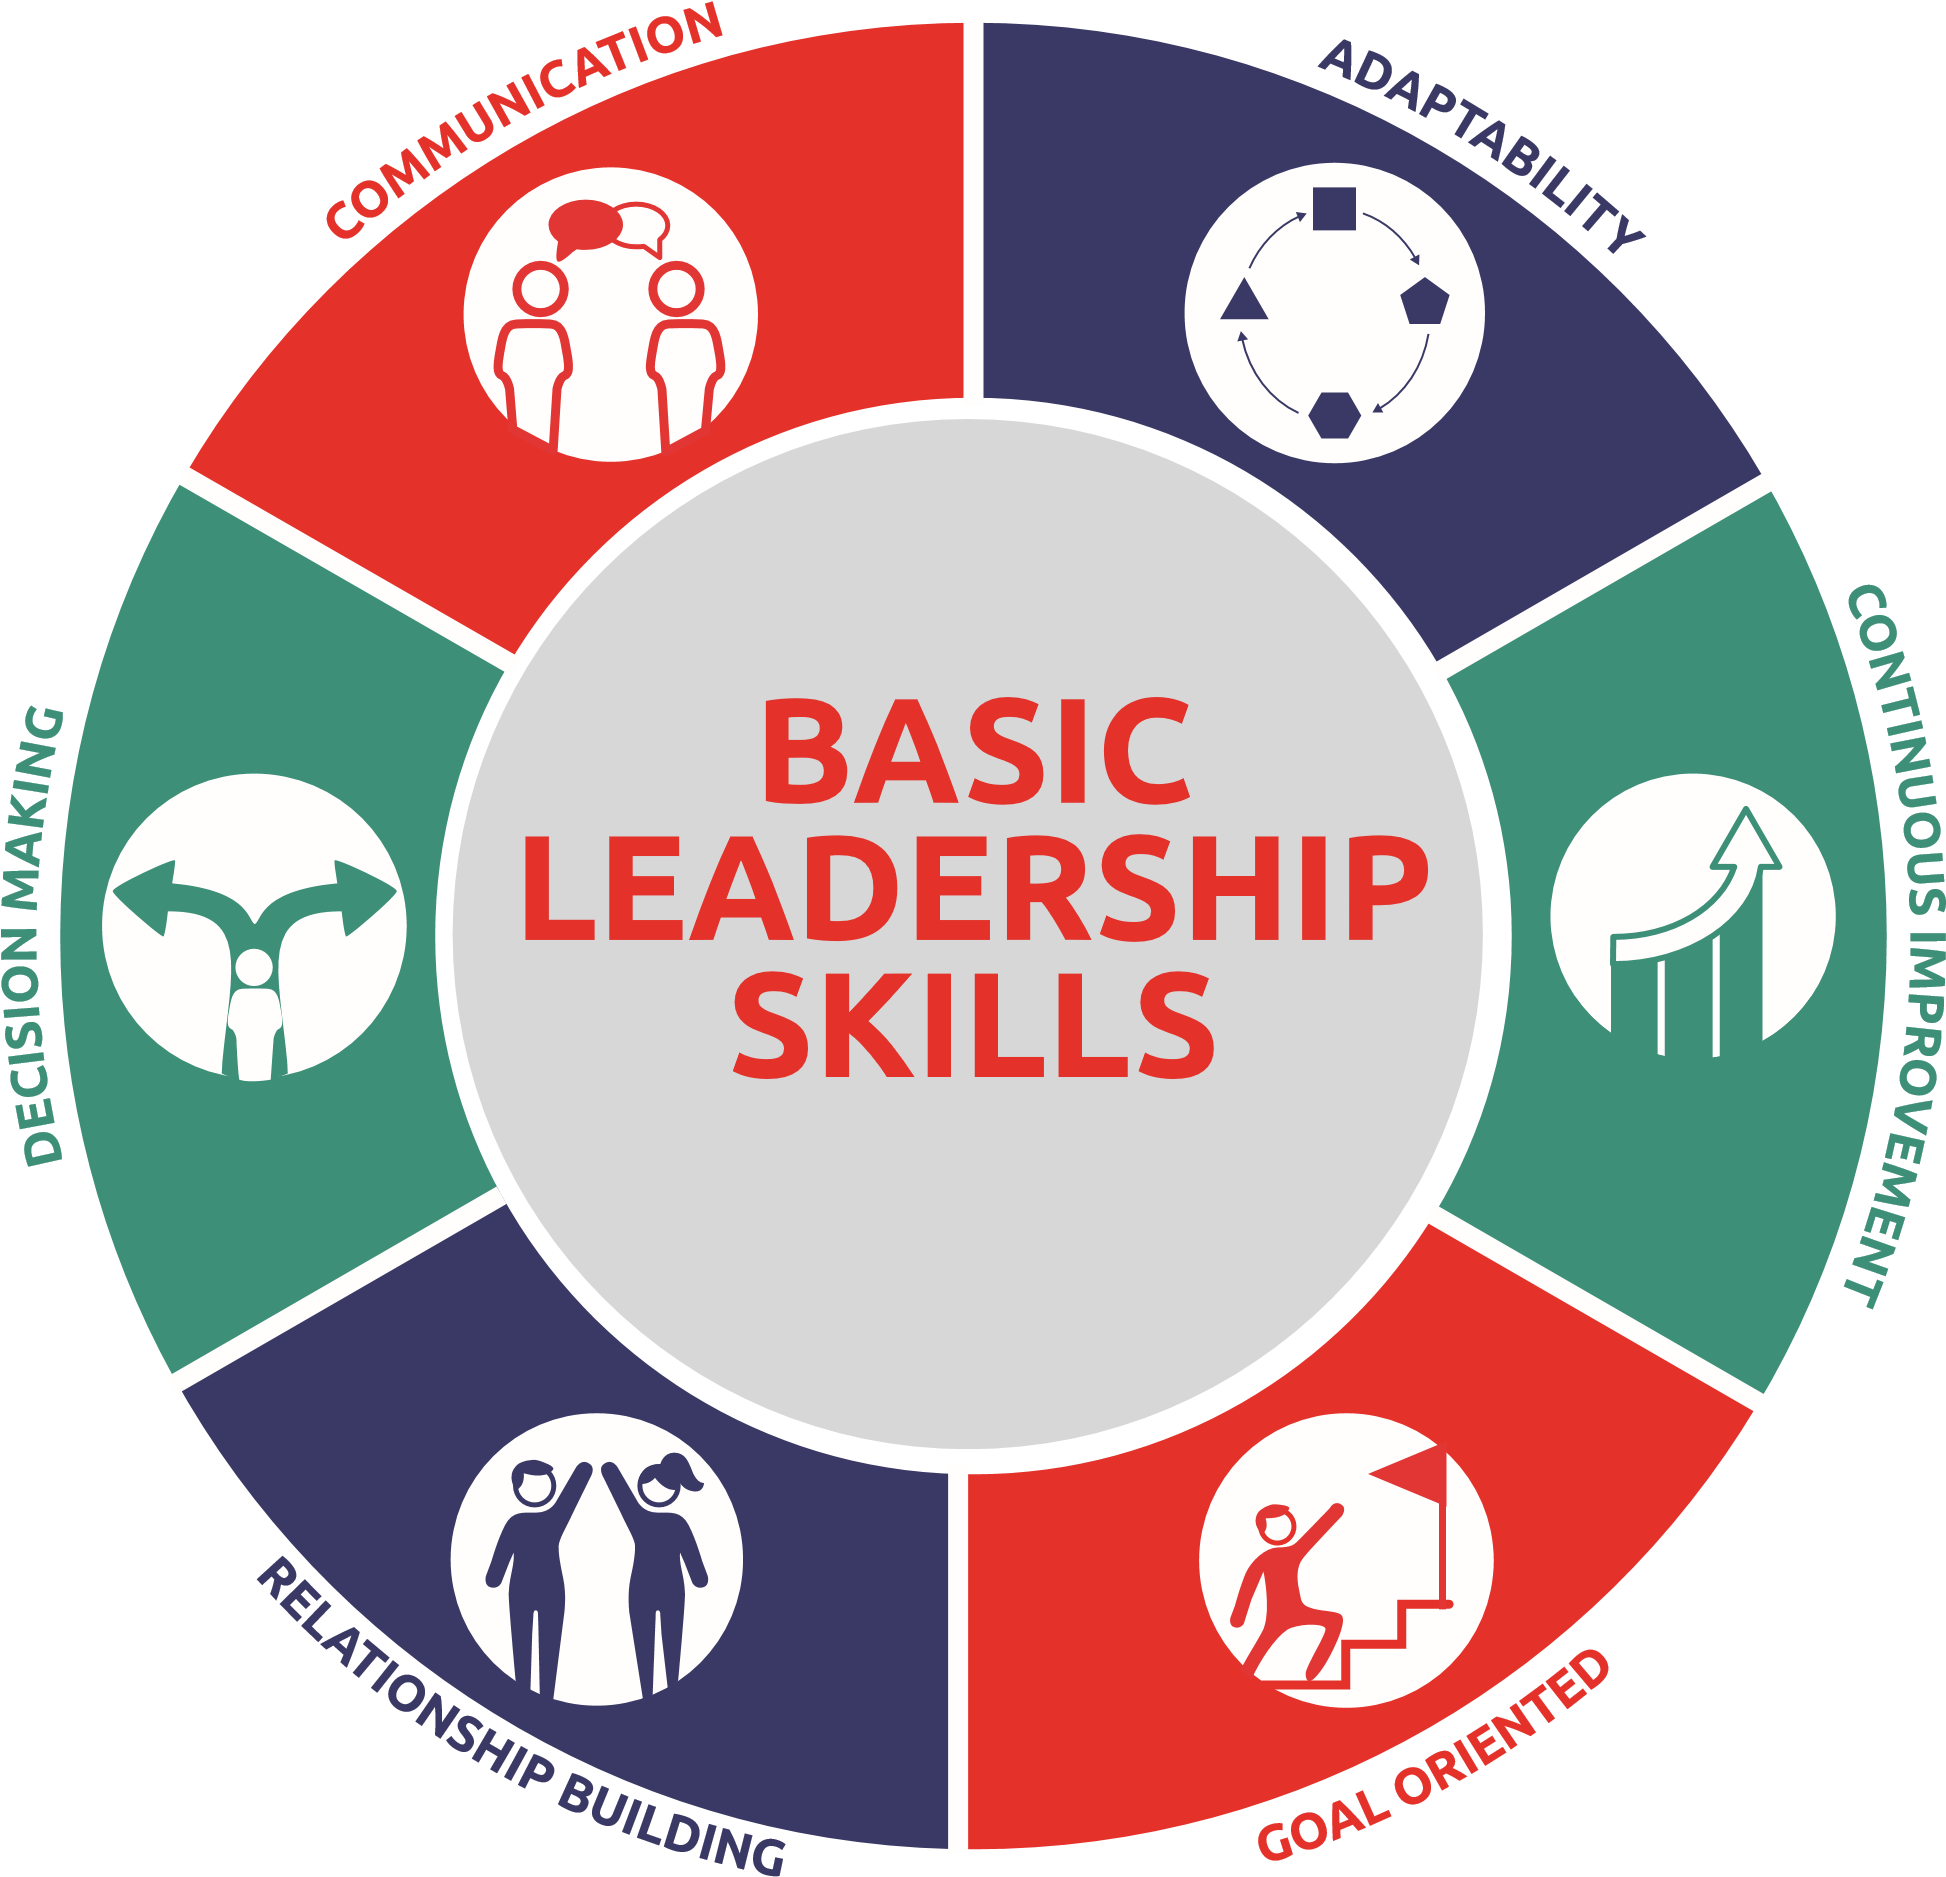 COMMUNICATION
ADAPTABILITY
CONTINUOUS IMPROVEMENT
GOAL ORIENTED
RELATIONSHIP BUILDING
DECISION MAKING
BASIC
LEADERSHIP
SKILLS